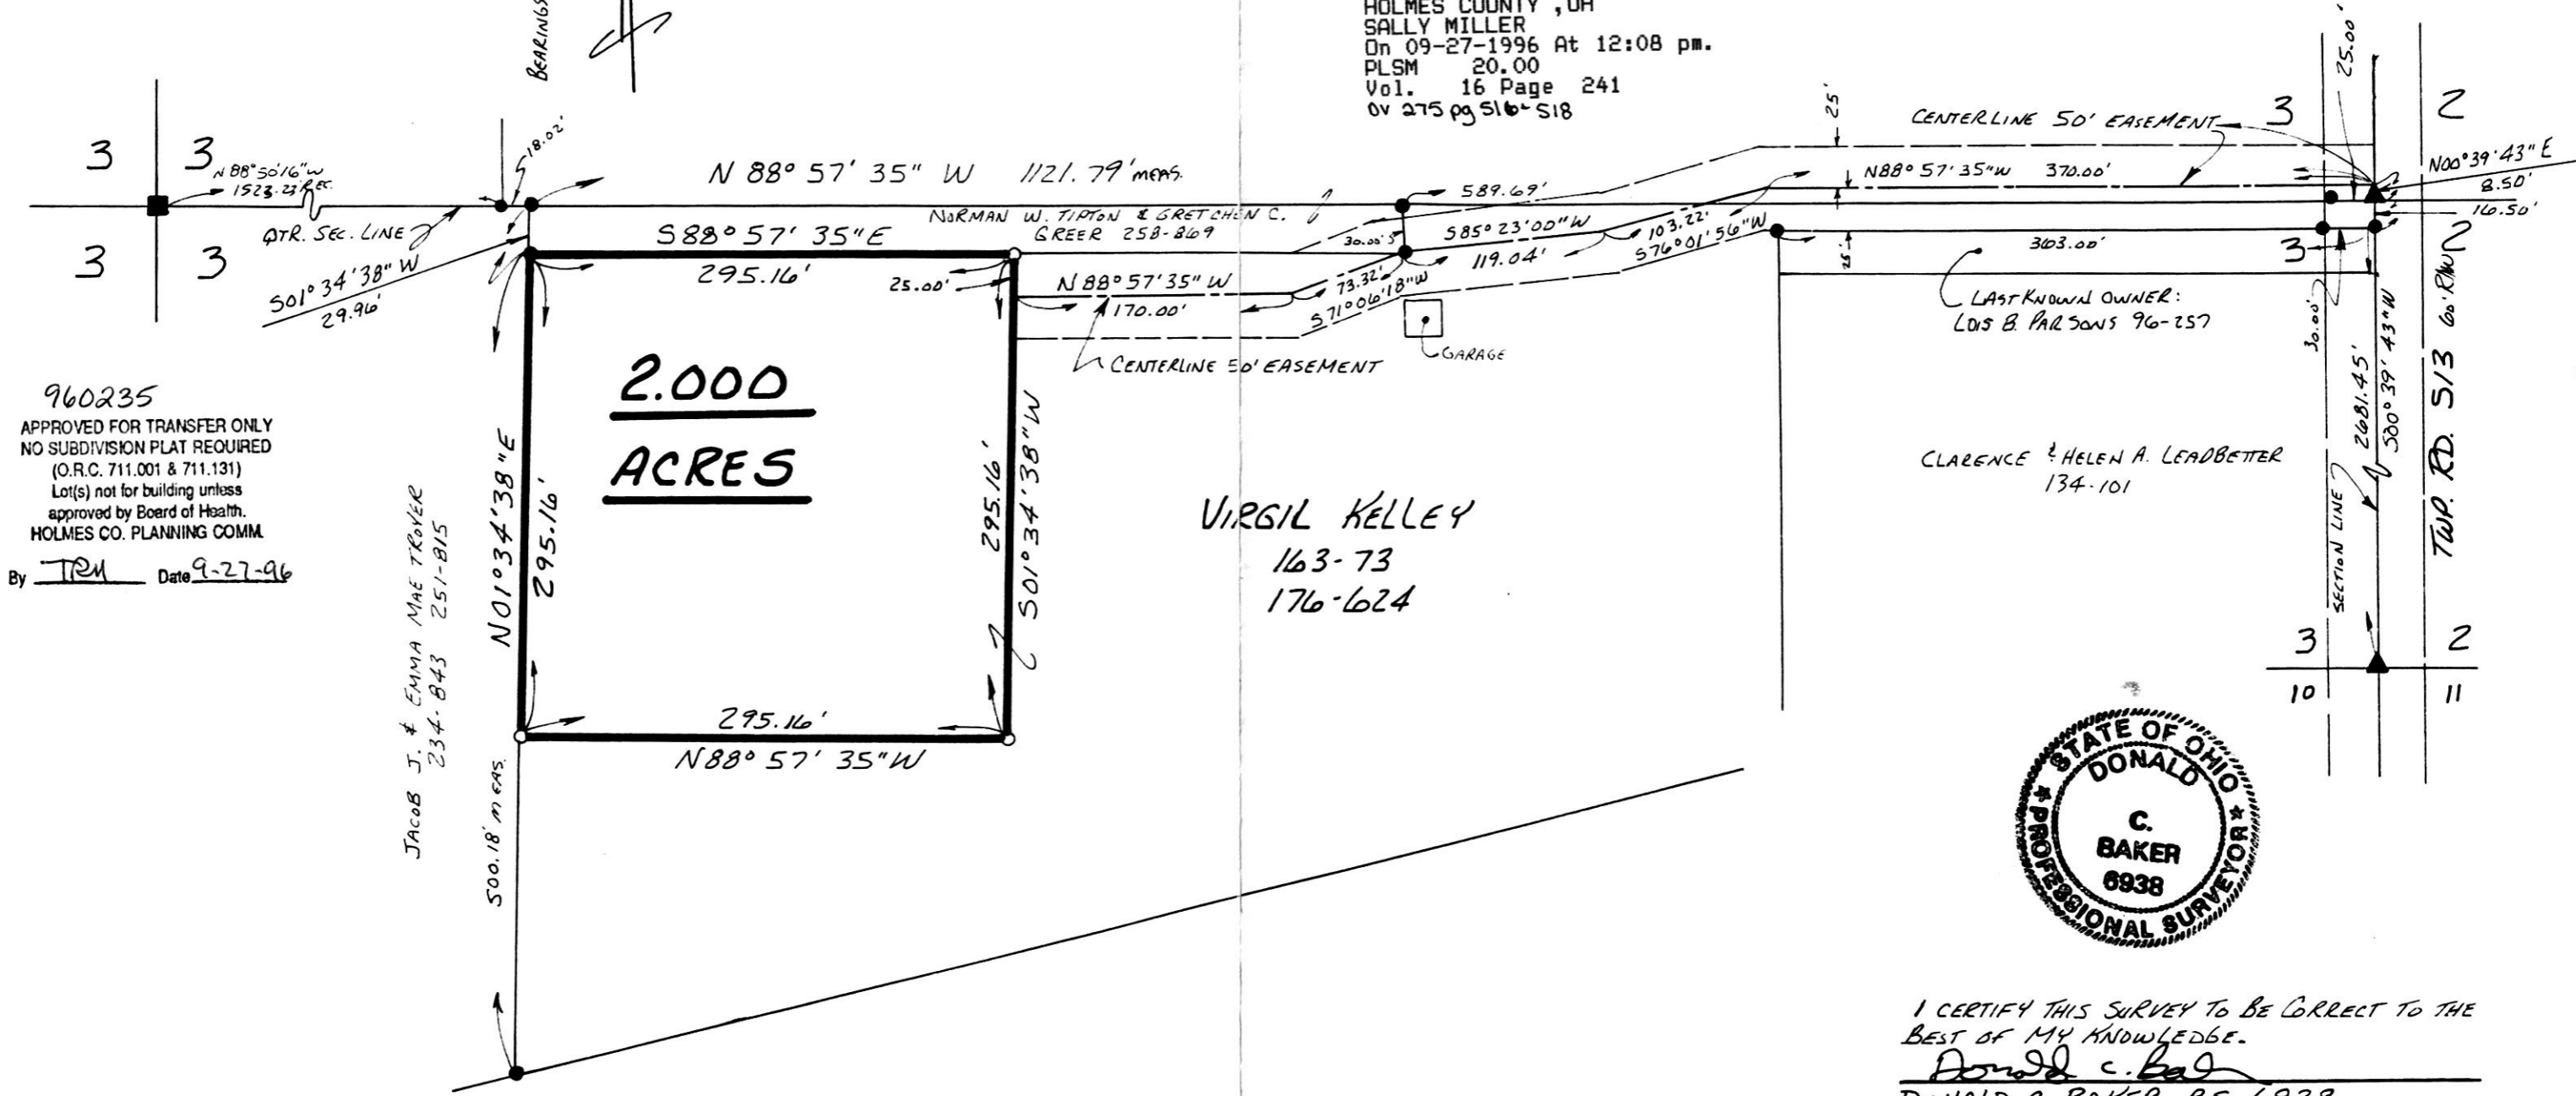 BEARINGS
HOLMES COUNTY ,OH
SALLY MILLER
On 09-27-1996 At 12:08 pm.
PLSM 20.00
Vol. 16 Page 241
OV 275 pg 516-518
25.00'
3 3
N 88° 50'16" W
1523.23' REC.
18.02'
N 88° 57' 35" W 1121.79' MEAS.
589.69'
25'
CENTERLINE 50' EASEMENT
3 2
N88° 57' 35" W 370.00'
N00° 39' 43" E
8.50'
16.50'
QTR. SEC. LINE
3 3
S01° 34' 38" W
29.96'
NORMAN W. TIPTON & GRETCHEN C.
GREER 258-869
S88° 57' 35" E
295.16'
25.00'
N 88° 57' 35" W
170.00'
30.00'
73.32'
S71° 06' 18" W
S85° 23' 00" W
119.04'
103.22'
S76° 01' 56" W
25'
363.00'
3 2
GARAGE
CENTERLINE 50' EASEMENT
LAST KNOWN OWNER:
LOIS B. PARSONS 96-257
30.00'
2.000
ACRES
960235
APPROVED FOR TRANSFER ONLY
NO SUBDIVISION PLAT REQUIRED
(O.R.C. 711.001 & 711.131)
Lot(s) not for building unless
approved by Board of Health.
HOLMES CO. PLANNING COMM.
By TRM Date 9-27-96
JACOB J. & EMMA MAE TROYER
234-843 251-815
N01° 34' 38" E
295.16'
295.16'
S01° 34' 38" W
VIRGIL KELLEY
163-73
176-624
CLARENCE & HELEN A. LEADBETTER
134-101
SECTION LINE
2681.45'
S00° 39' 43" W
TWP. RD. 513 60' R/W
3 2
10 11
295.16'
N88° 57' 35" W
500.18' MEAS.
STATE OF OHIO
DONALD
C.
BAKER
6938
PROFESSIONAL SURVEYOR
I CERTIFY THIS SURVEY TO BE CORRECT TO THE
BEST OF MY KNOWLEDGE.
Donald C. Baker
DONALD C. BAKER P.S. 6938